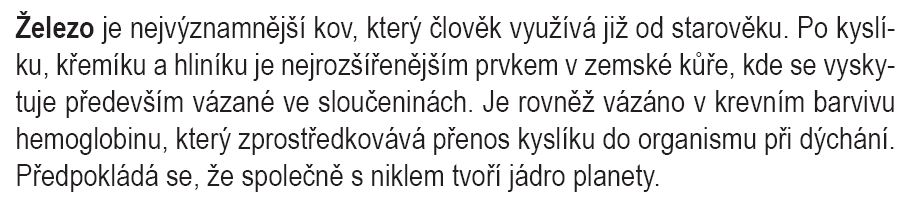 Železo je nejvýznamnější kov, který člověk využívá již od starověku. Po kyslí-
ku, křemíku a hliníku je nejrozšířenějším prvkem v zemské kůře, kde se vysky-
tuje především vázané ve sloučeninách. Je rovněž vázáno v krevním barvivu
hemoglobinu, který zprostředkovává přenos kyslíku do organismu při dýchání.
Předpokládá se, že společně s niklem tvoří jádro planety.